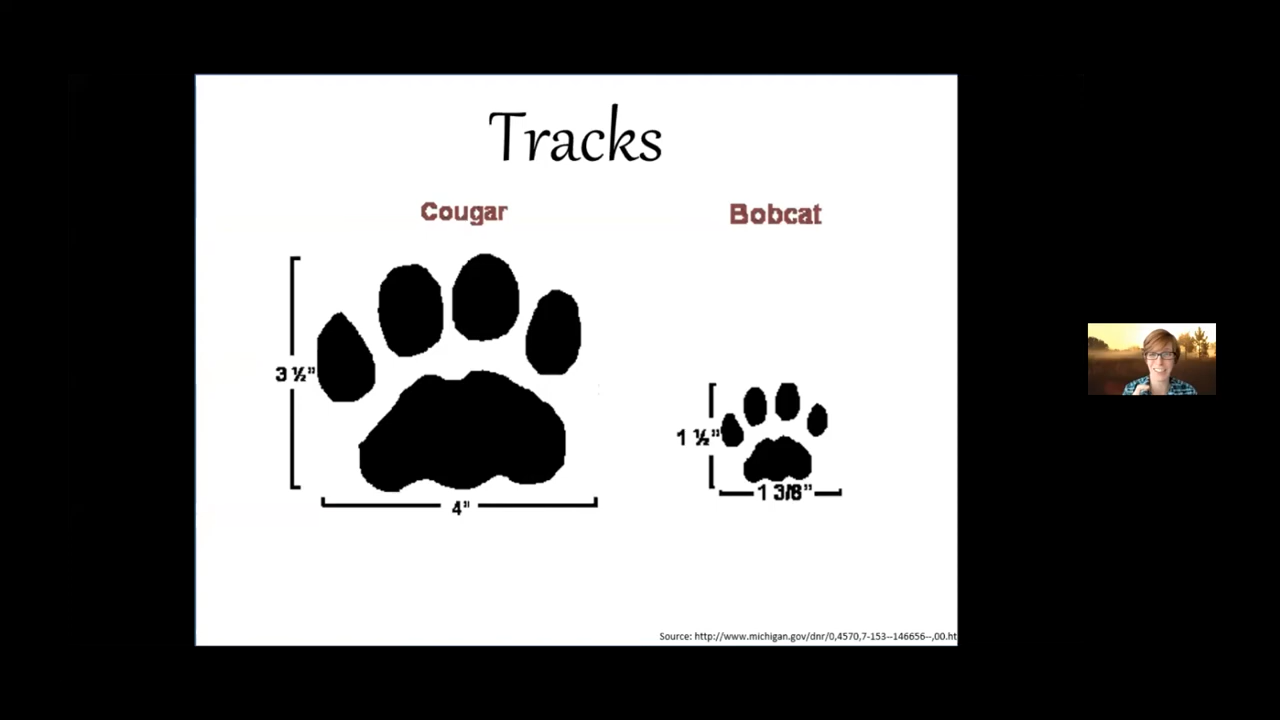 Tracks
Cougar
Bobcat
3 ½"
4"
1 ½"
1 3/8"
Source: http://www.michigan.gov/dnr/0,4570,7-153--146656--,00.ht